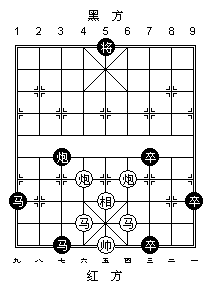 黑 方
1 2 3 4 5 6 7 8 9
将
炮 卒
炮 炮
马 相 卒
马 马
马 帅 卒
九 八 七 六 五 四 三 二 一
红 方